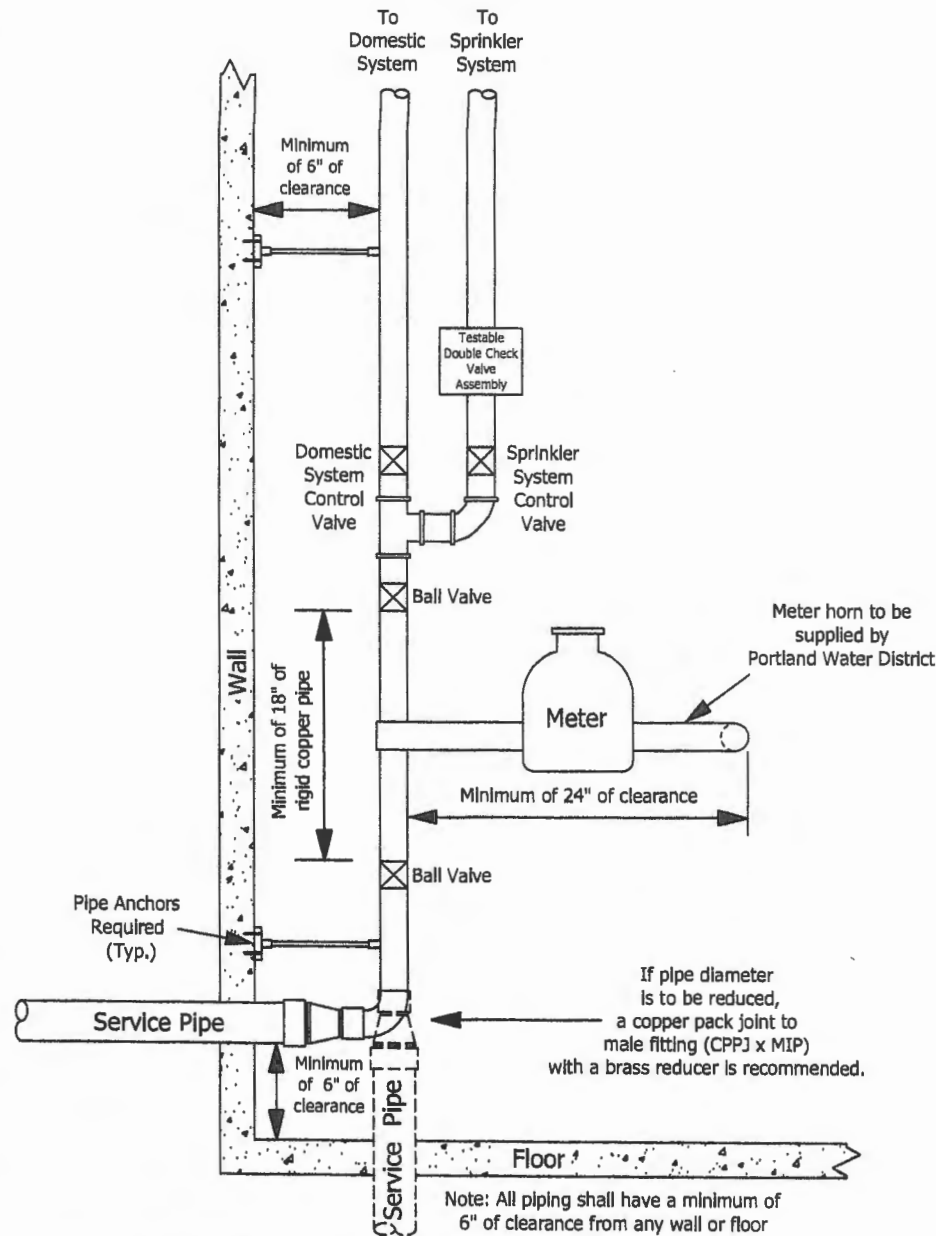 To
Domestic
System
To
Sprinkler
System
Minimum
of 6" of
clearance
Testable
Double Check
Valve
Assembly
Domestic
System
Control
Valve
Sprinkler
System
Control
Valve
Ball Valve
Meter horn to be
supplied by
Portland Water District
Wall
Minimum of 18" of
rigid copper pipe
Meter
Minimum of 24" of clearance
Ball Valve
Pipe Anchors
Required
(Typ.)
If pipe diameter
is to be reduced,
a copper pack joint to
male fitting (CPPJ x MIP)
with a brass reducer is recommended.
Service Pipe
Minimum
of 6" of
clearance
Service Pipe
Floor
Note: All piping shall have a minimum of
6" of clearance from any wall or floor